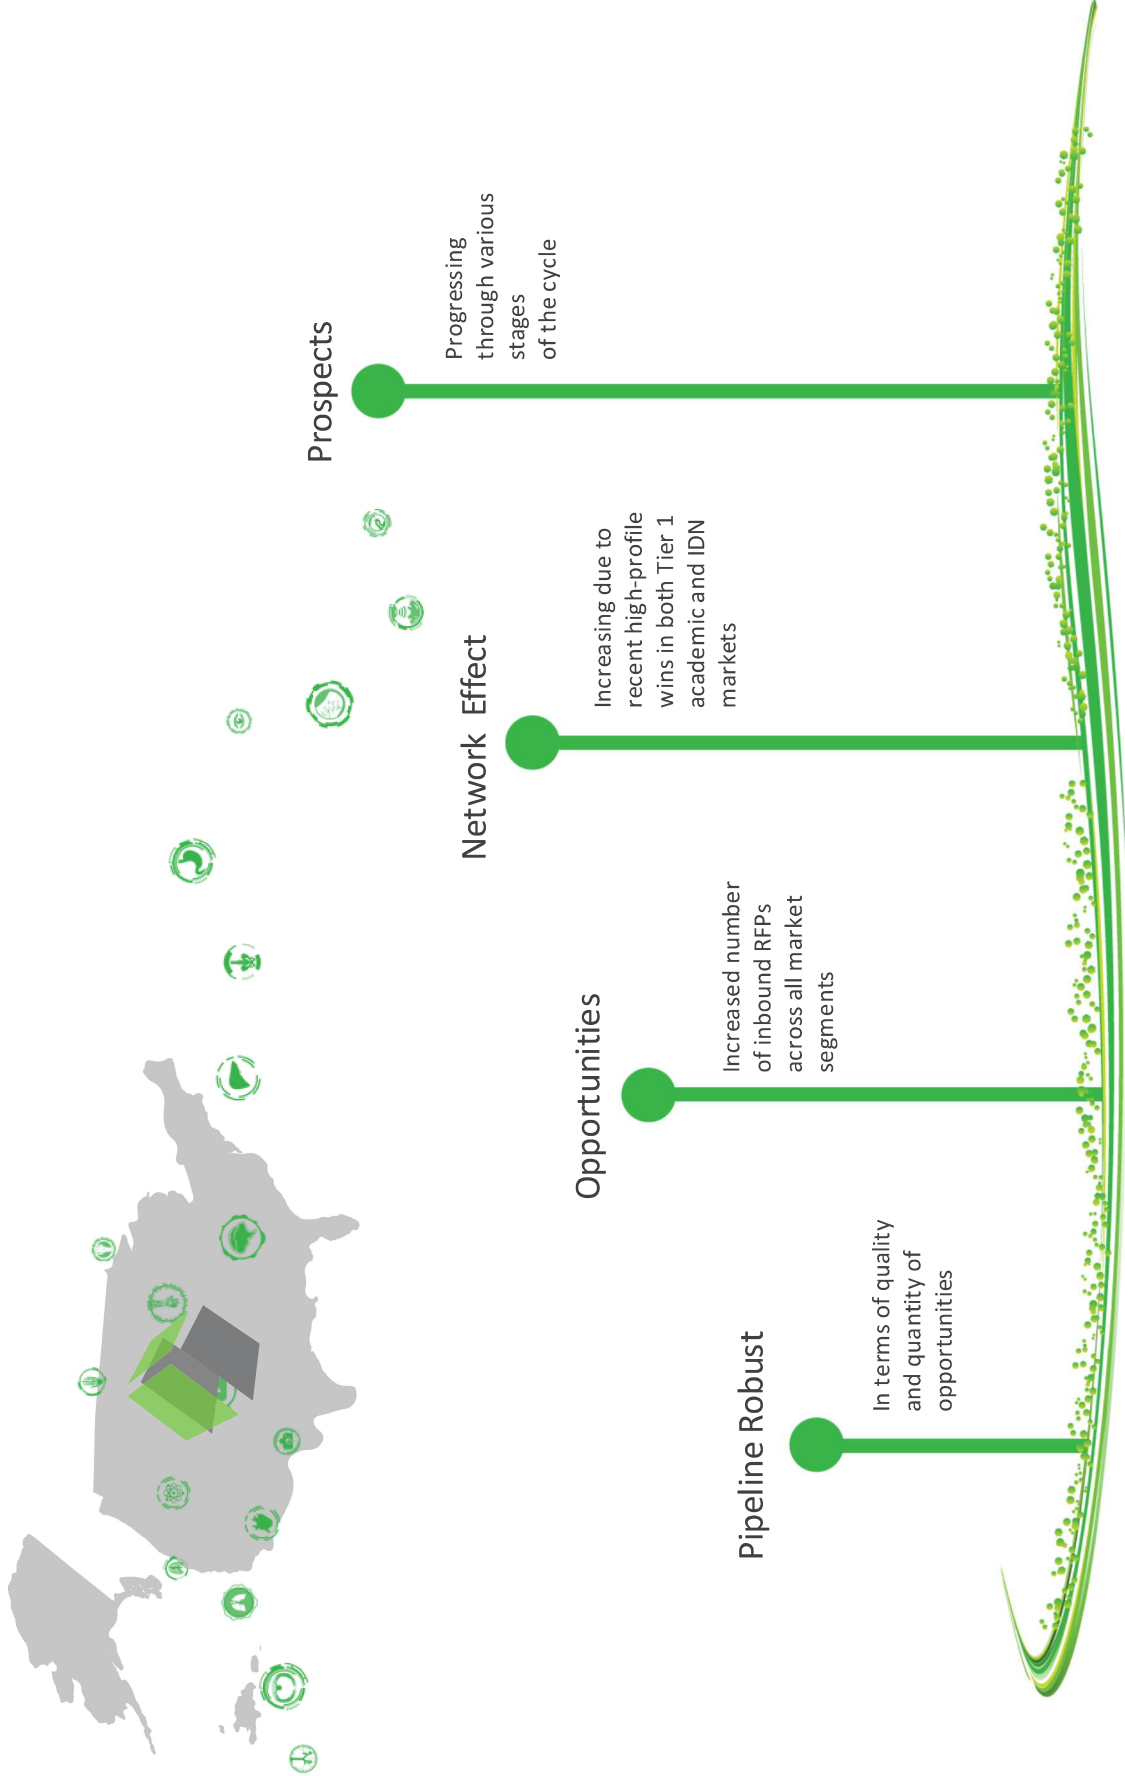 Pipeline Robust
In terms of quality
and quantity of
opportunities
Opportunities
Increased number
of inbound RFPs
across all market
segments
Network Effect
Increasing due to
recent high-profile
wins in both Tier 1
academic and IDN
markets
Prospects
Progressing
through various
stages
of the cycle